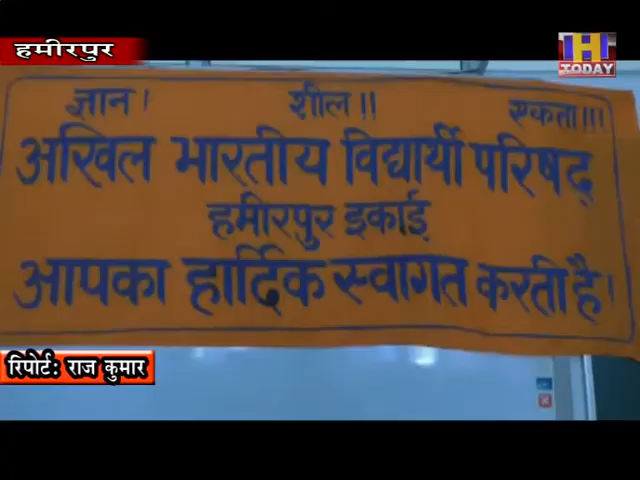 हमीरपुर
H
TODAY
ज्ञान। शील॥ एकता॥।
अखिल भारतीय विद्यार्थी परिषद्
हमीरपुर इकाई
आपका हार्दिक स्वागत करती है।
रिपोर्ट: राज कुमार